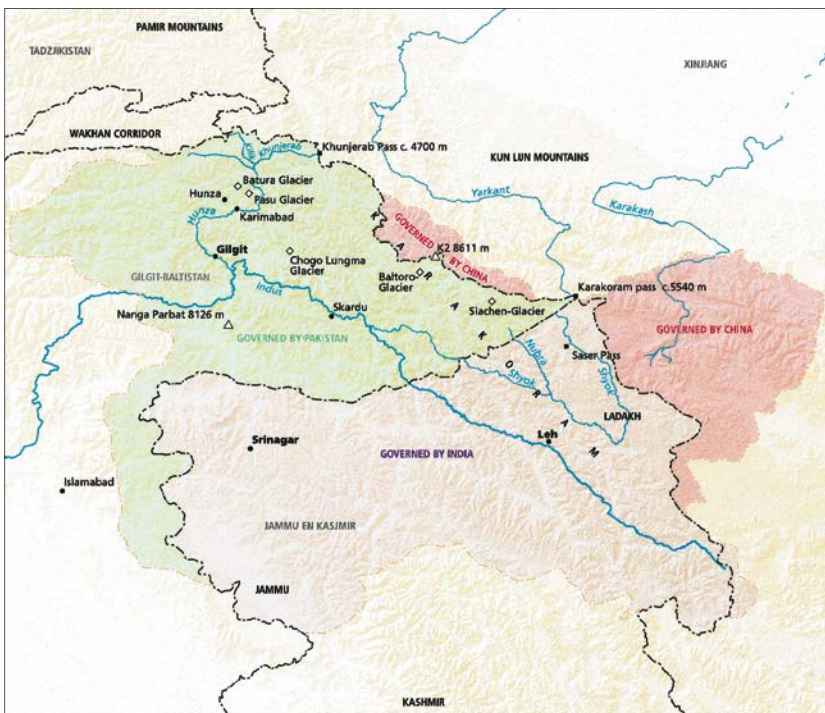 PAMIR MOUNTAINS
TADZJIKISTAN
XINJIANG
WAKHAN CORRIDOR
Kilik
Khunjerab
Khunjerab Pass c. 4700 m
KUN LUN MOUNTAINS
Batura Glacier
Hunza
Pasu Glacier
Yarkant
Karakash
Hunza
Karimabad
GOVERNED
BY CHINA
K2 8611 m
Gilgit
Chogo Lungma
Glacier
Baltoro-
Glacier
GILGIT-BALTISTAN
Indus
Karakoram pass c.5540 m
Siachen-Glacier
Skardu
Nanga Parbat 8126 m
GOVERNED BY CHINA
GOVERNED BY PAKISTAN
Saser Pass
Nubra
Shyok
Shyok
KARAKORAM
LADAKH
Srinagar
Leh
GOVERNED BY INDIA
Islamabad
JAMMU EN KASJMIR
JAMMU
KASHMIR